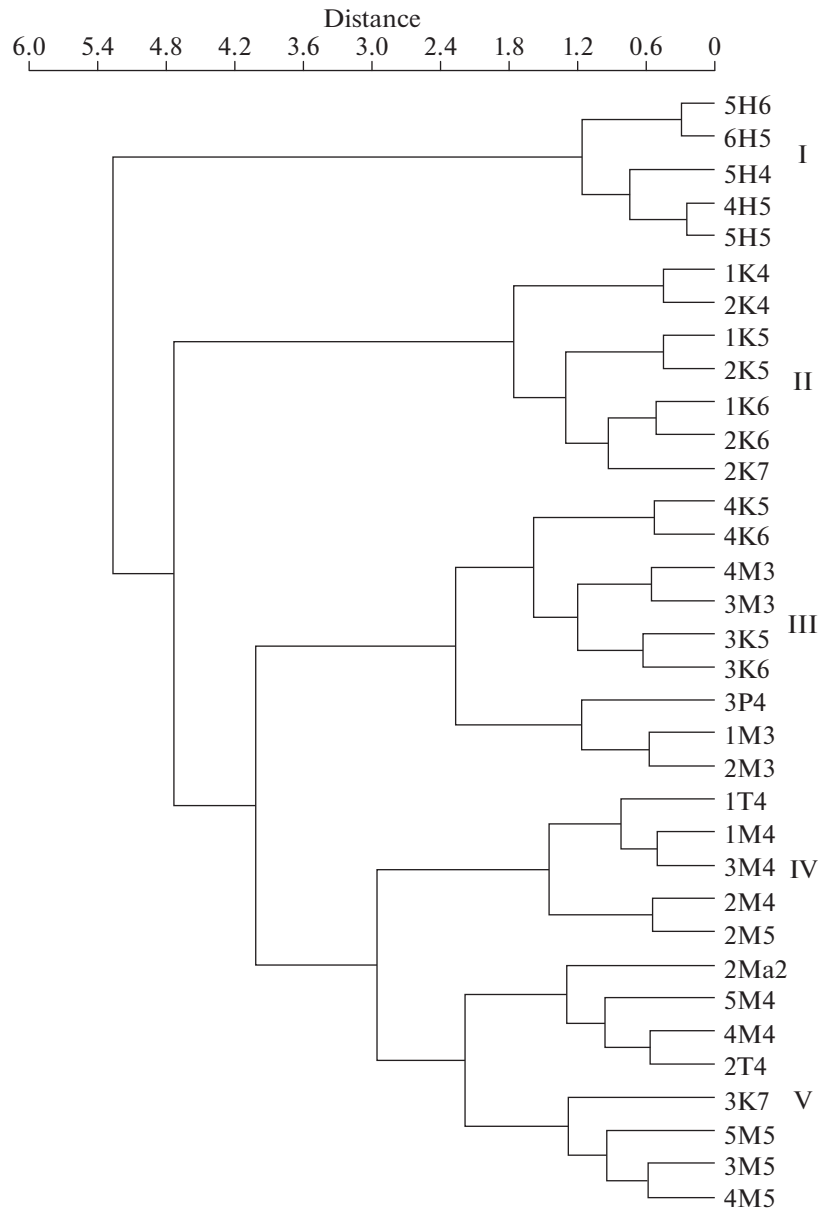 Distance
6.0 5.4 4.8 4.2 3.6 3.0 2.4 1.8 1.2 0.6 0
5H6
6H5
I
5H4
4H5
5H5
1K4
2K4
1K5
2K5
II
1K6
2K6
2K7
4K5
4K6
4M3
3M3
III
3K5
3K6
3P4
1M3
2M3
1T4
1M4
3M4 IV
2M4
2M5
2Ma2
5M4
4M4
2T4
3K7 V
5M5
3M5
4M5